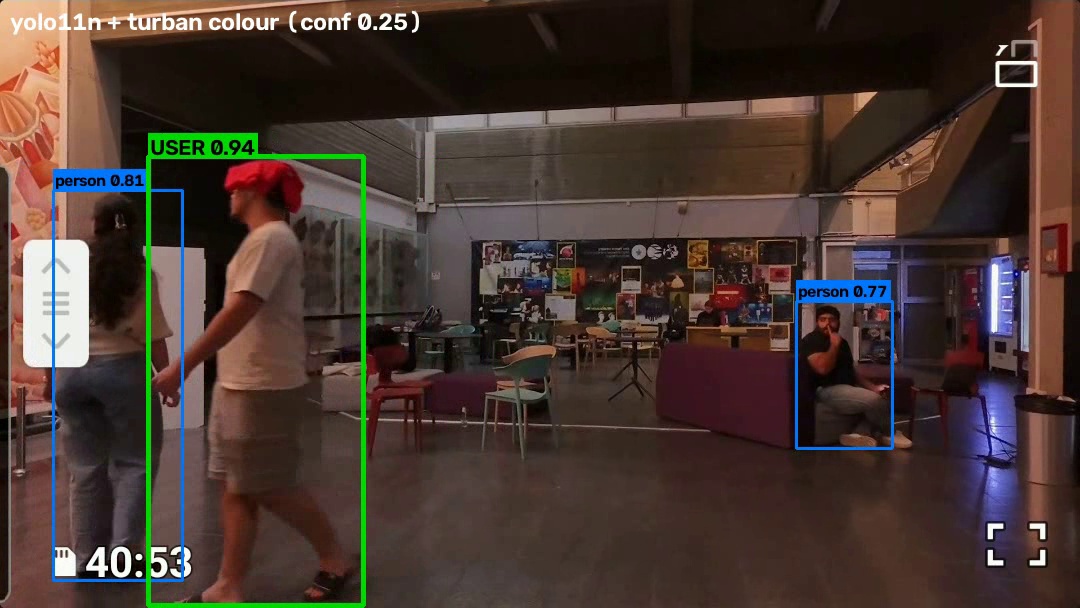 yolo11n + turban colour (conf 0.25)
USER 0.94
person 0.81
person 0.77
40:53